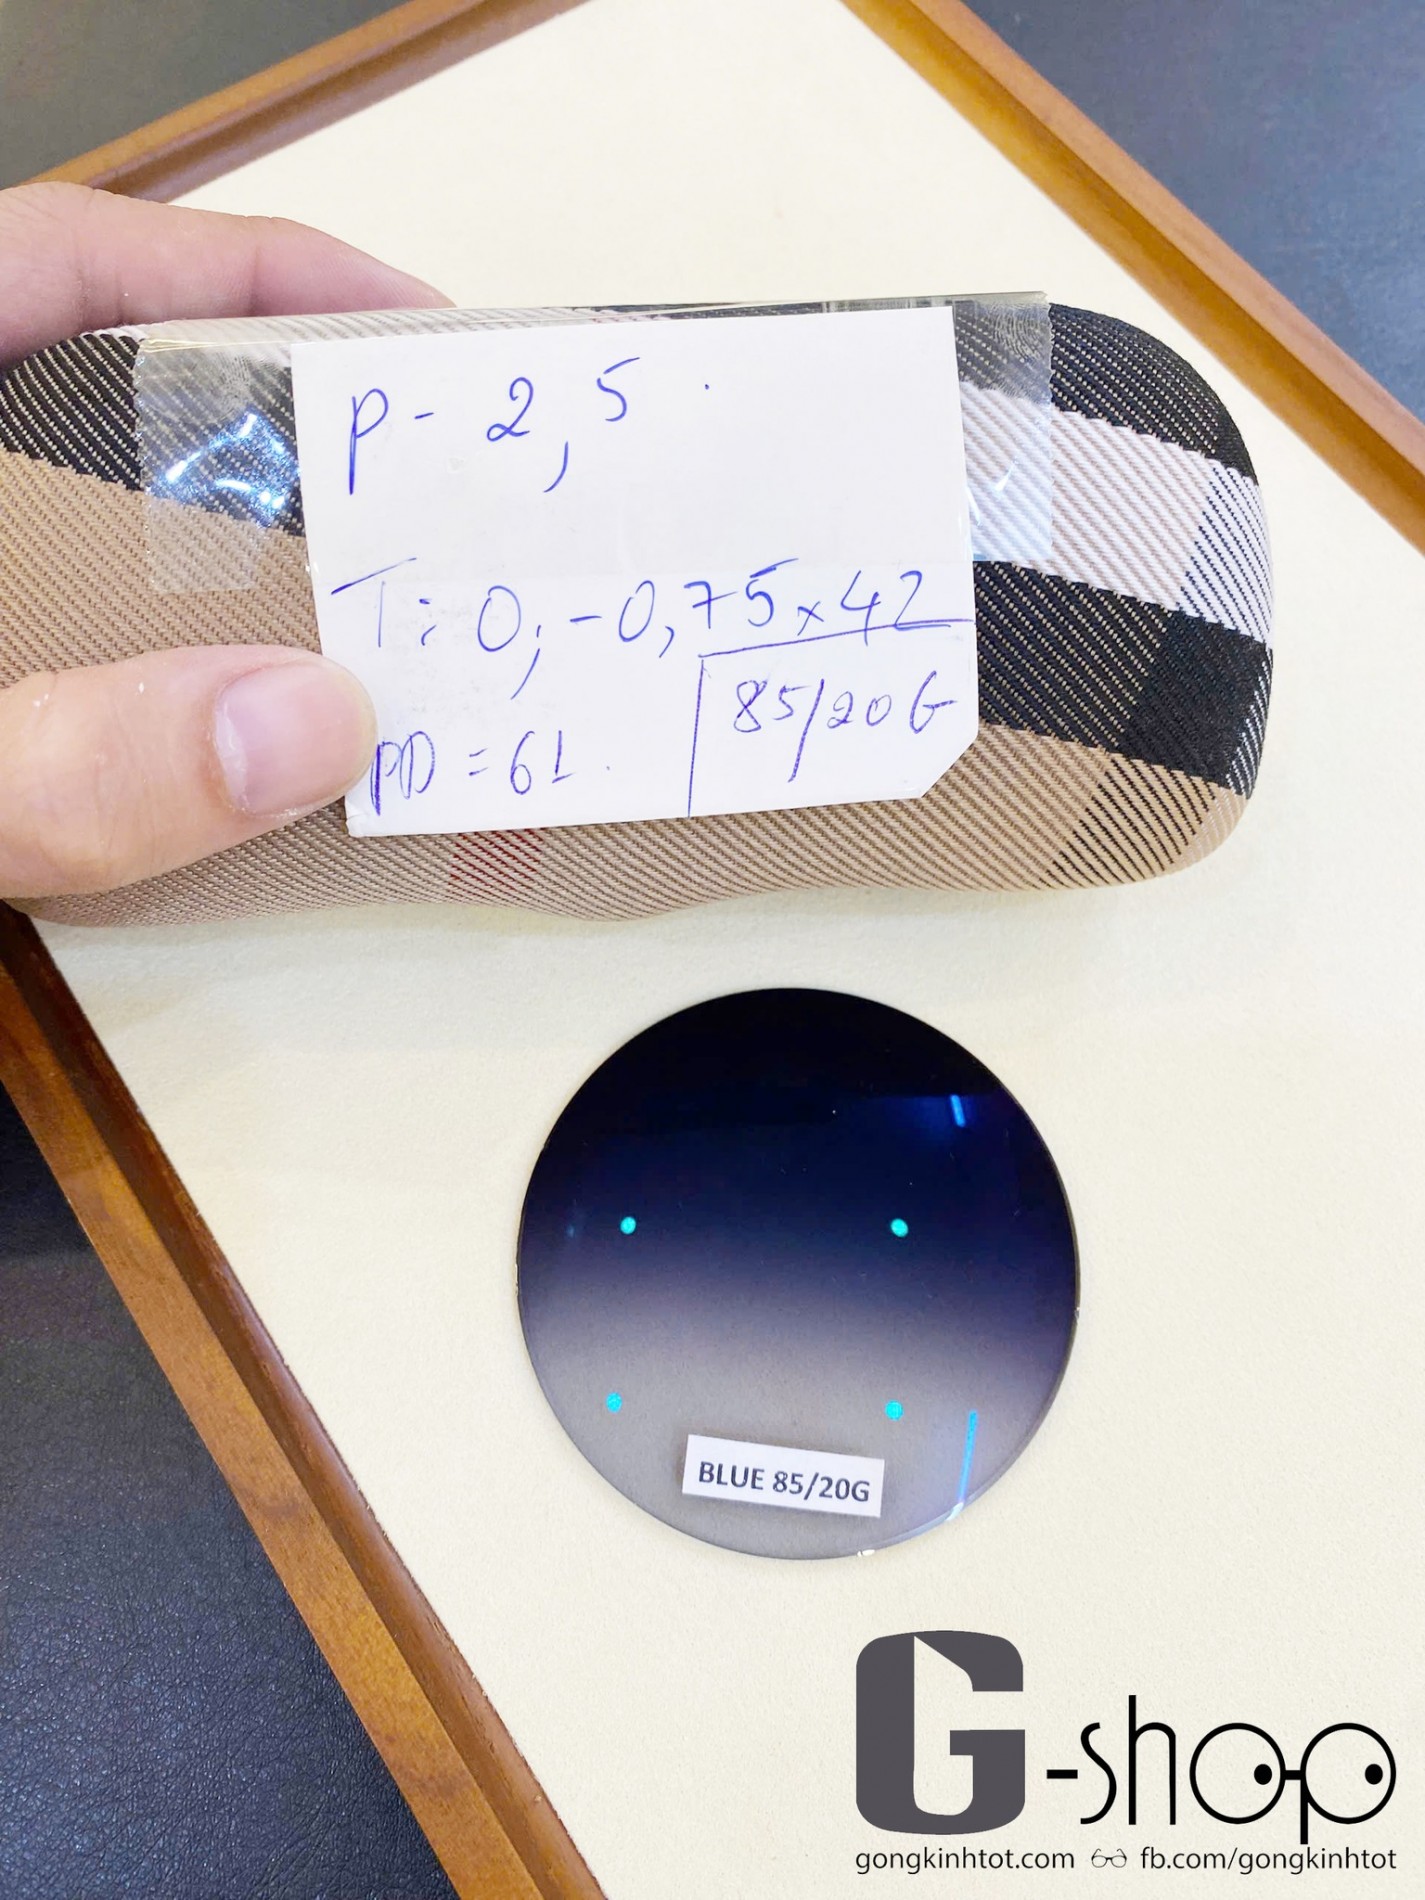 P - 2,5
T: 0; -0,75 x 42
85/20G
PD = 61
BLUE 85/20G
G-shop
gongkinhtot.com fb.com/gongkinhtot